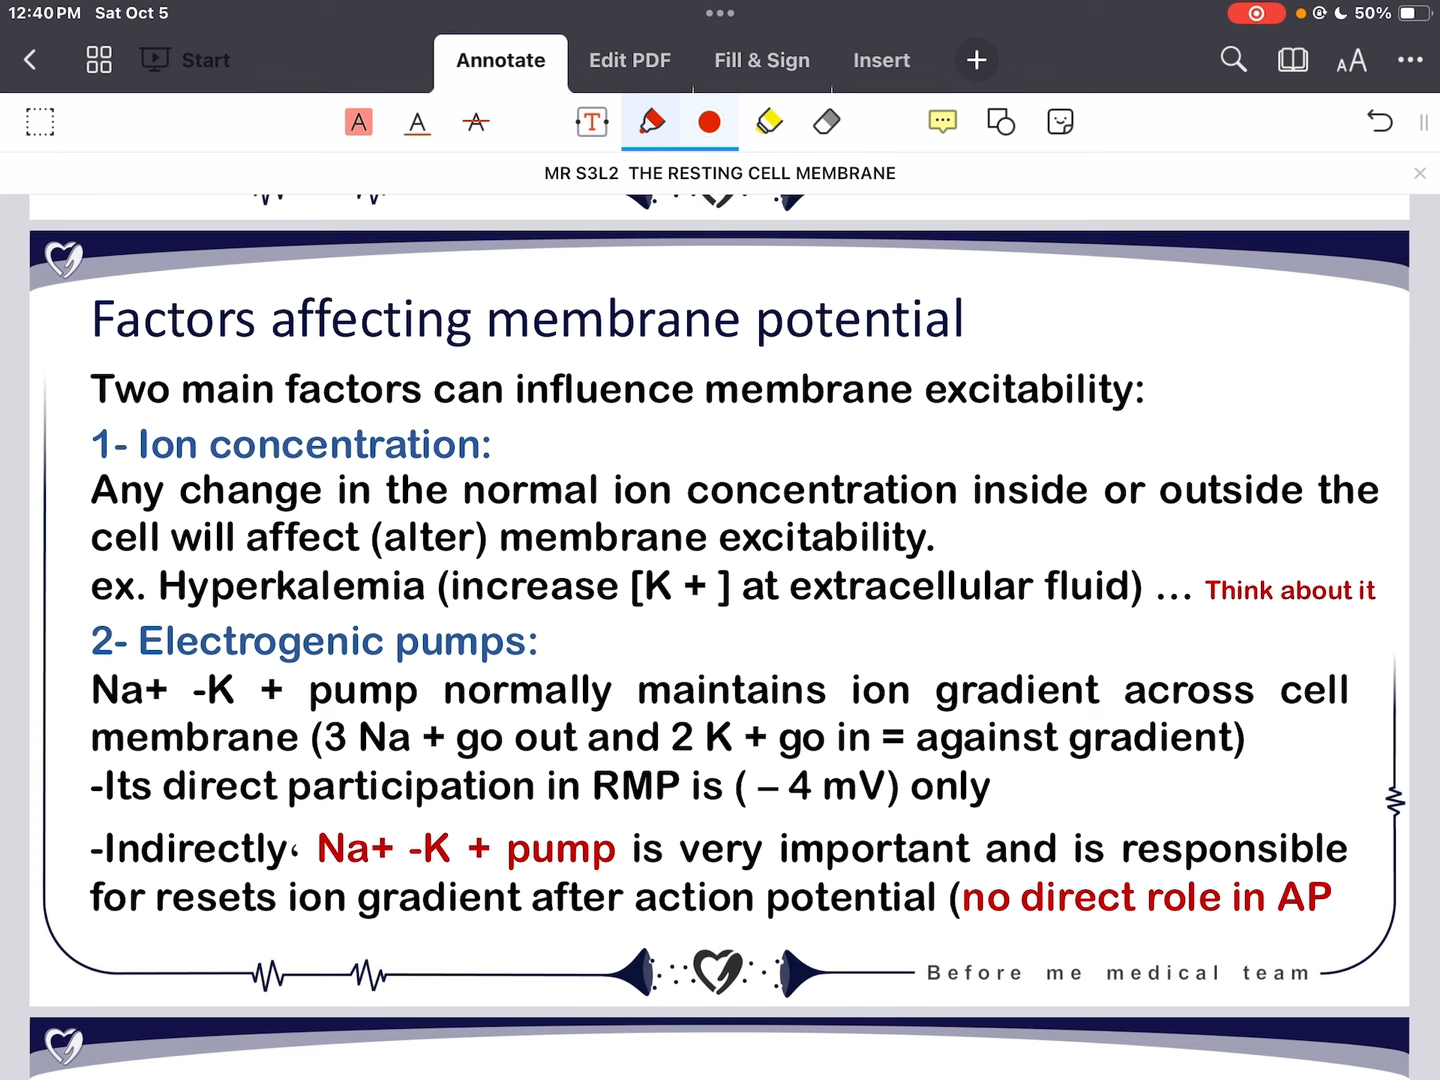 12:40 PM Sat Oct 5
50%
Start
Annotate
Edit PDF
Fill & Sign
Insert
MR S3L2 THE RESTING CELL MEMBRANE
Factors affecting membrane potential
Two main factors can influence membrane excitability:
1- Ion concentration:
Any change in the normal ion concentration inside or outside the
cell will affect (alter) membrane excitability.
ex. Hyperkalemia (increase [K + ] at extracellular fluid) ... Think about it
2- Electrogenic pumps:
Na+ -K + pump normally maintains ion gradient across cell
membrane (3 Na + go out and 2 K + go in = against gradient)
-Its direct participation in RMP is ( – 4 mV) only
-Indirectly، Na+ -K + pump is very important and is responsible
for resets ion gradient after action potential (no direct role in AP
Before me medical team